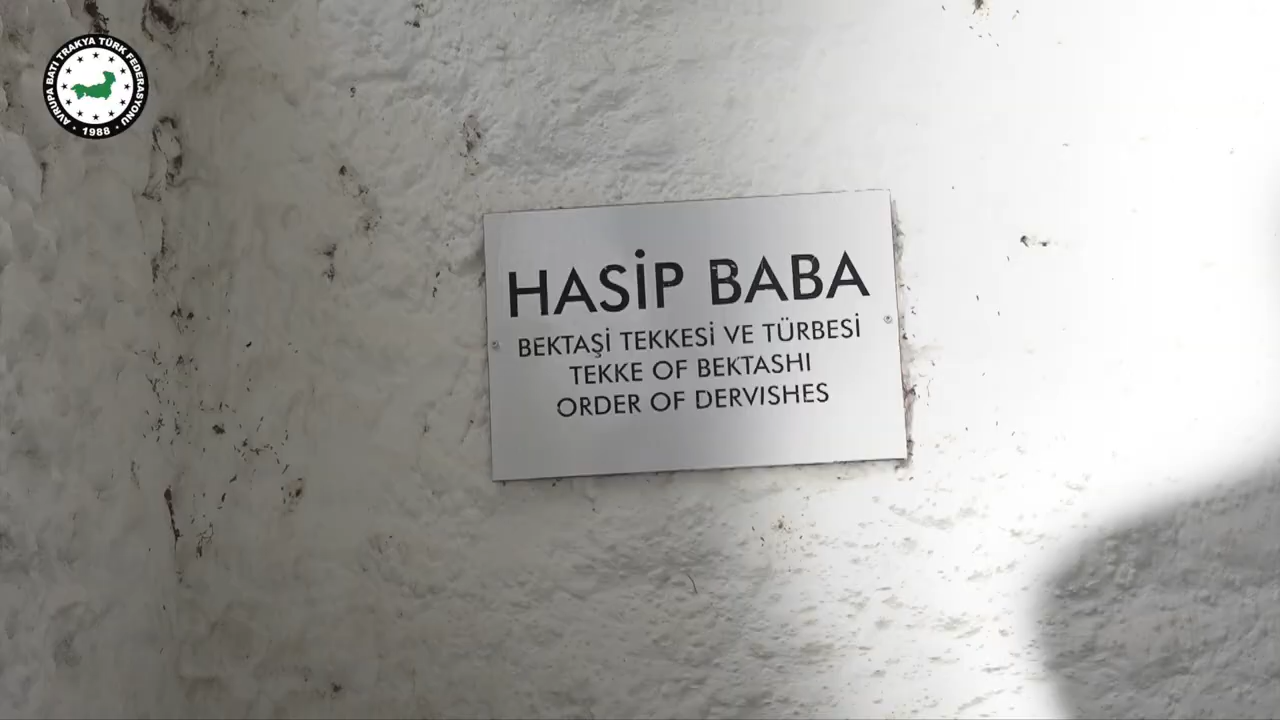 AVRUPA BATI TRAKYA TÜRK FEDERASYONU
· 1988 ·
HASİP BABA
BEKTAŞİ TEKKESİ VE TÜRBESİ
TEKKE OF BEKTASHI
ORDER OF DERVISHES